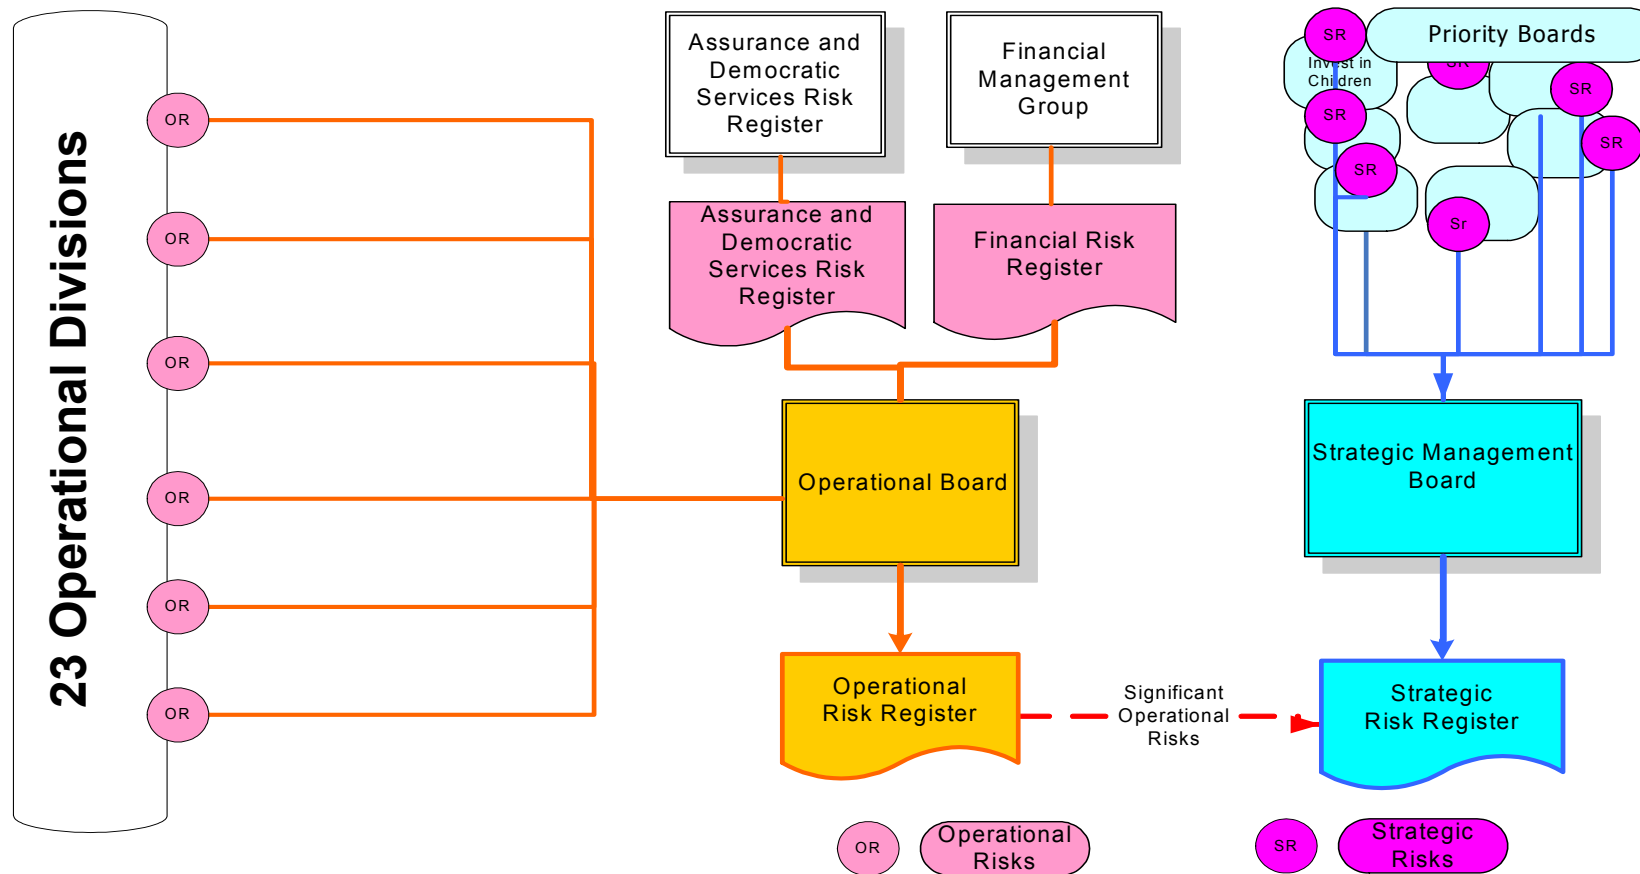 23 Operational Divisions
OR
OR
OR
OR
OR
OR
Assurance and
Democratic
Services Risk
Register
Financial
Management
Group
Assurance and
Democratic
Services Risk
Register
Financial Risk
Register
Operational Board
Operational
Risk Register
Significant
Operational
Risks
Priority Boards
SR
Invest in
Children
SR
SR
SR
SR
SR
Sr
Strategic Management
Board
Strategic
Risk Register
OR
Operational
Risks
SR
Strategic
Risks